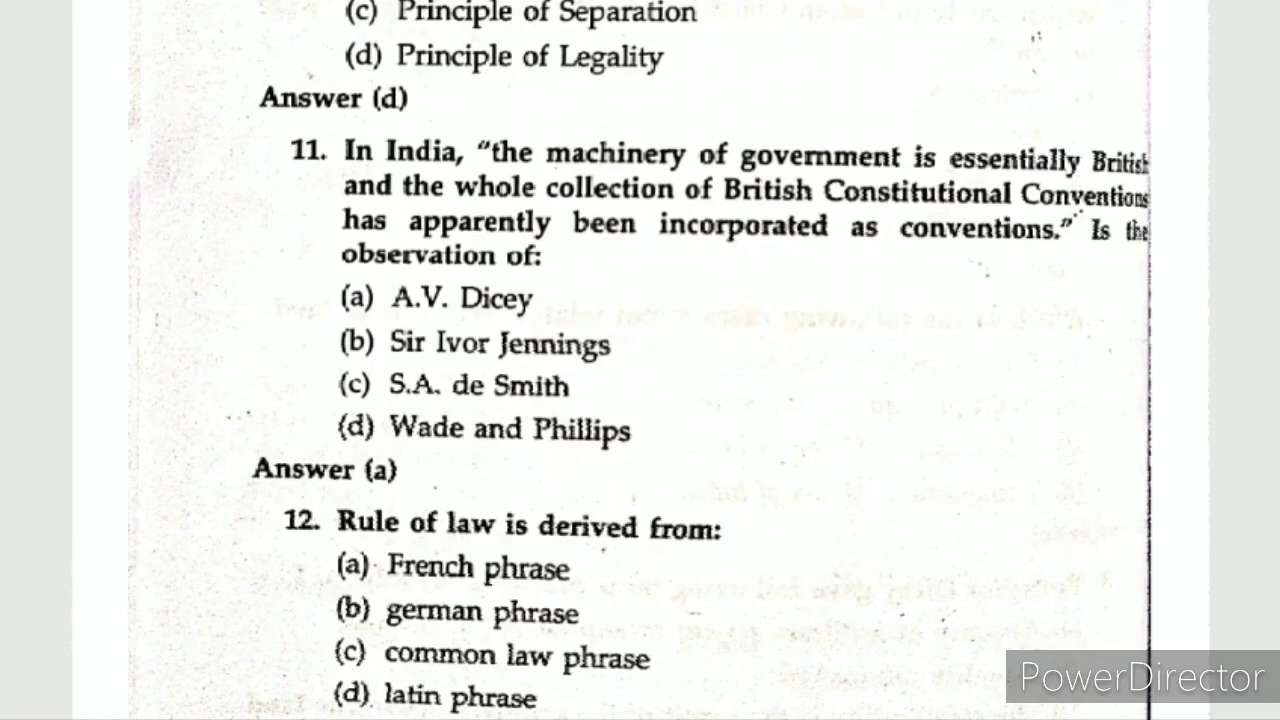 (c) Principle of Separation
(d) Principle of Legality
Answer (d)
11. In India, "the machinery of government is essentially British
and the whole collection of British Constitutional Conventions
has apparently been incorporated as conventions." Is the
observation of:
(a) A.V. Dicey
(b) Sir Ivor Jennings
(c) S.A. de Smith
(d) Wade and Phillips
Answer (a)
12. Rule of law is derived from:
(a) French phrase
(b) german phrase
(c) common law phrase
(d) latin phrase
PowerDirector